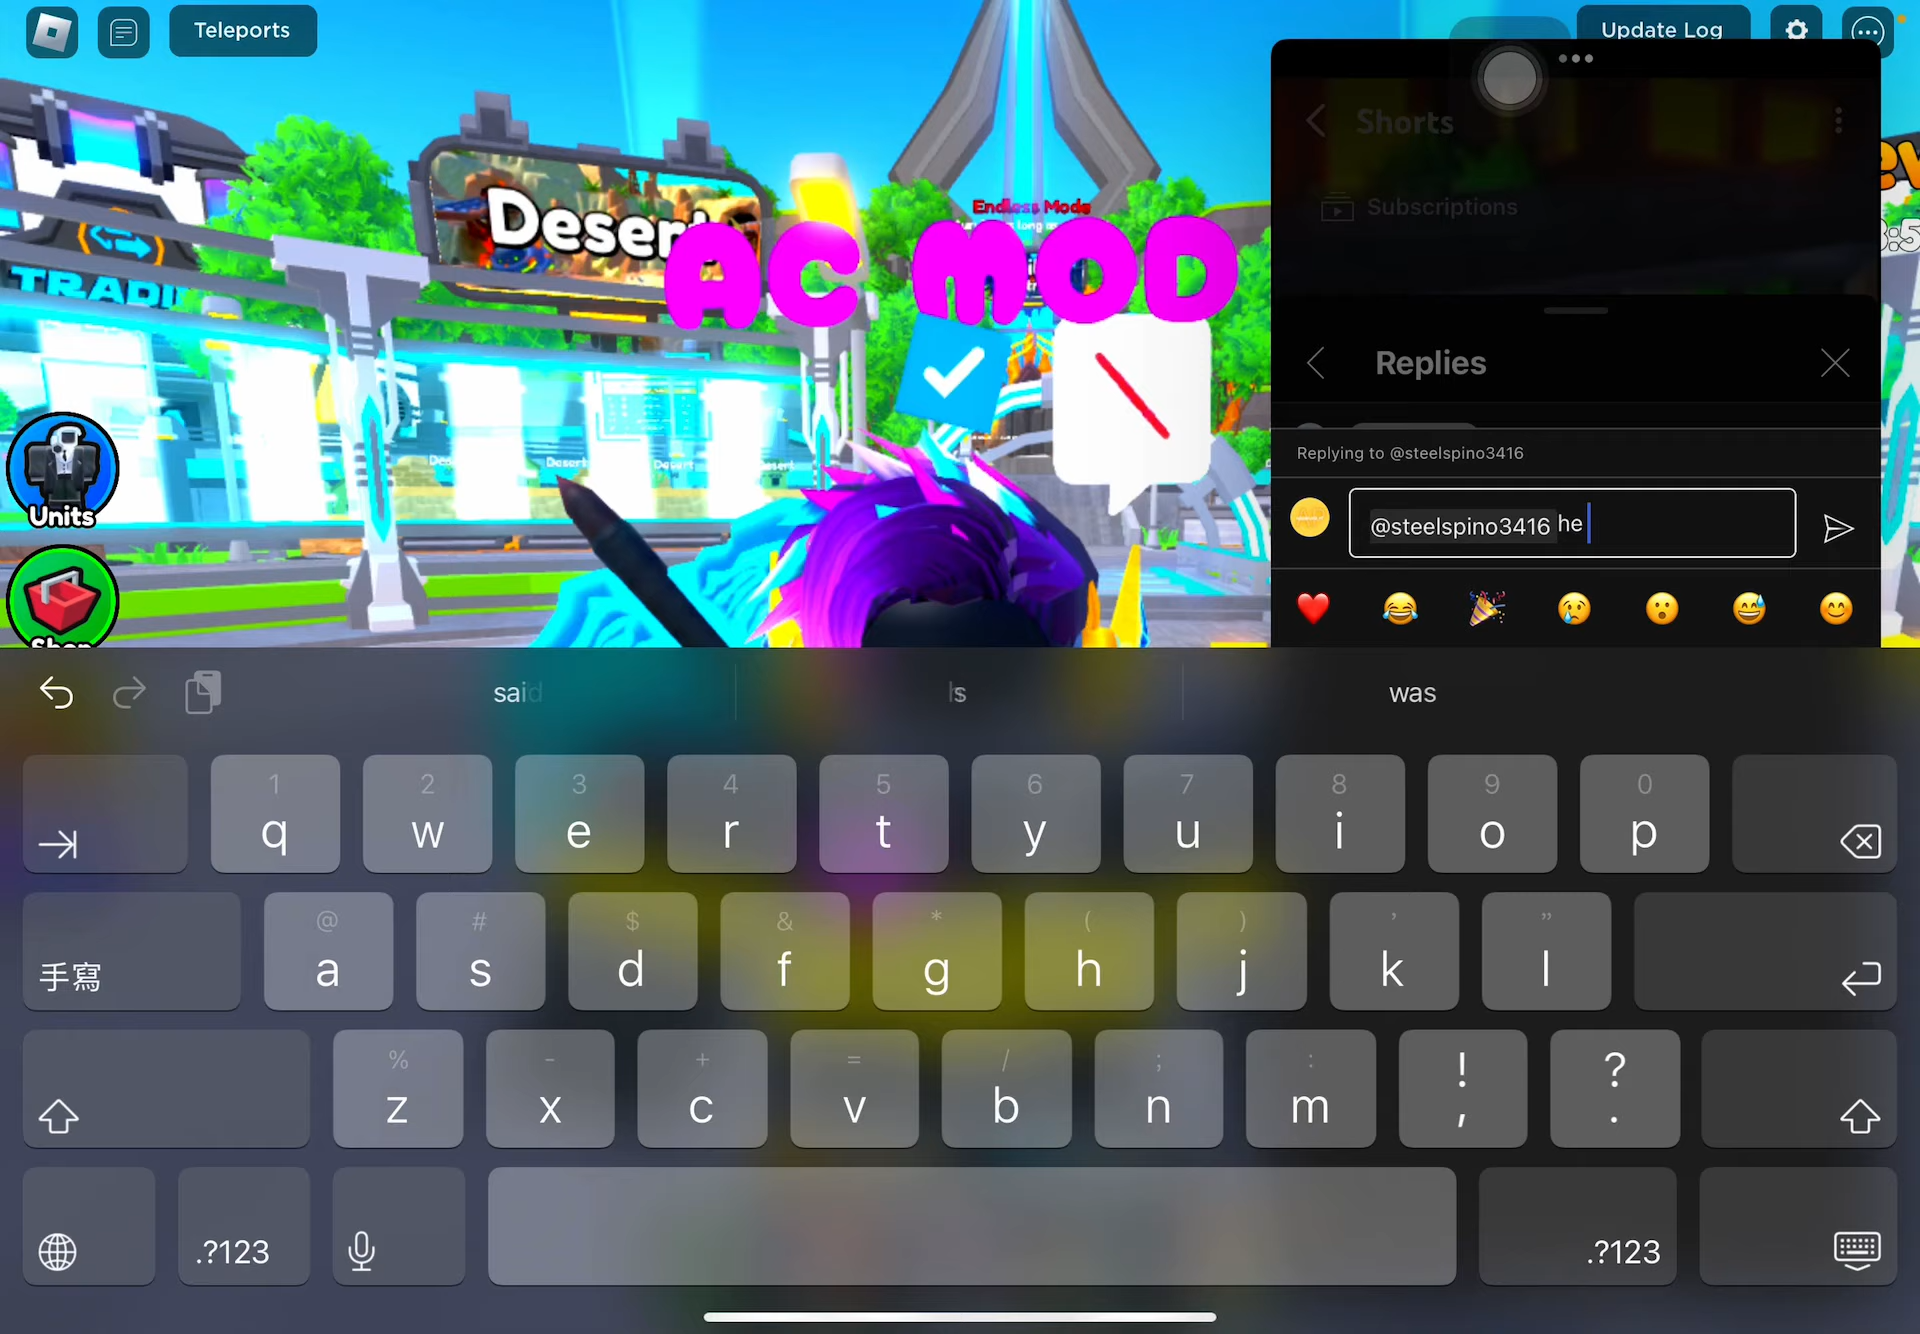 Teleports
Update Log
Shorts
Subscriptions
Desert
TRADI
Endless Mode
AC MOD
Replies
Replying to @steelspino3416
@steelspino3416 he
Units
Shop
said
is
was
1 2 3 4 5 6 7 8 9 0
q w e r t y u i o p
@ # $ & * ( ) ' "
手寫 a s d f g h j k l
% - + = / ; : ! ?
z x c v b n m , .
.?123
.?123